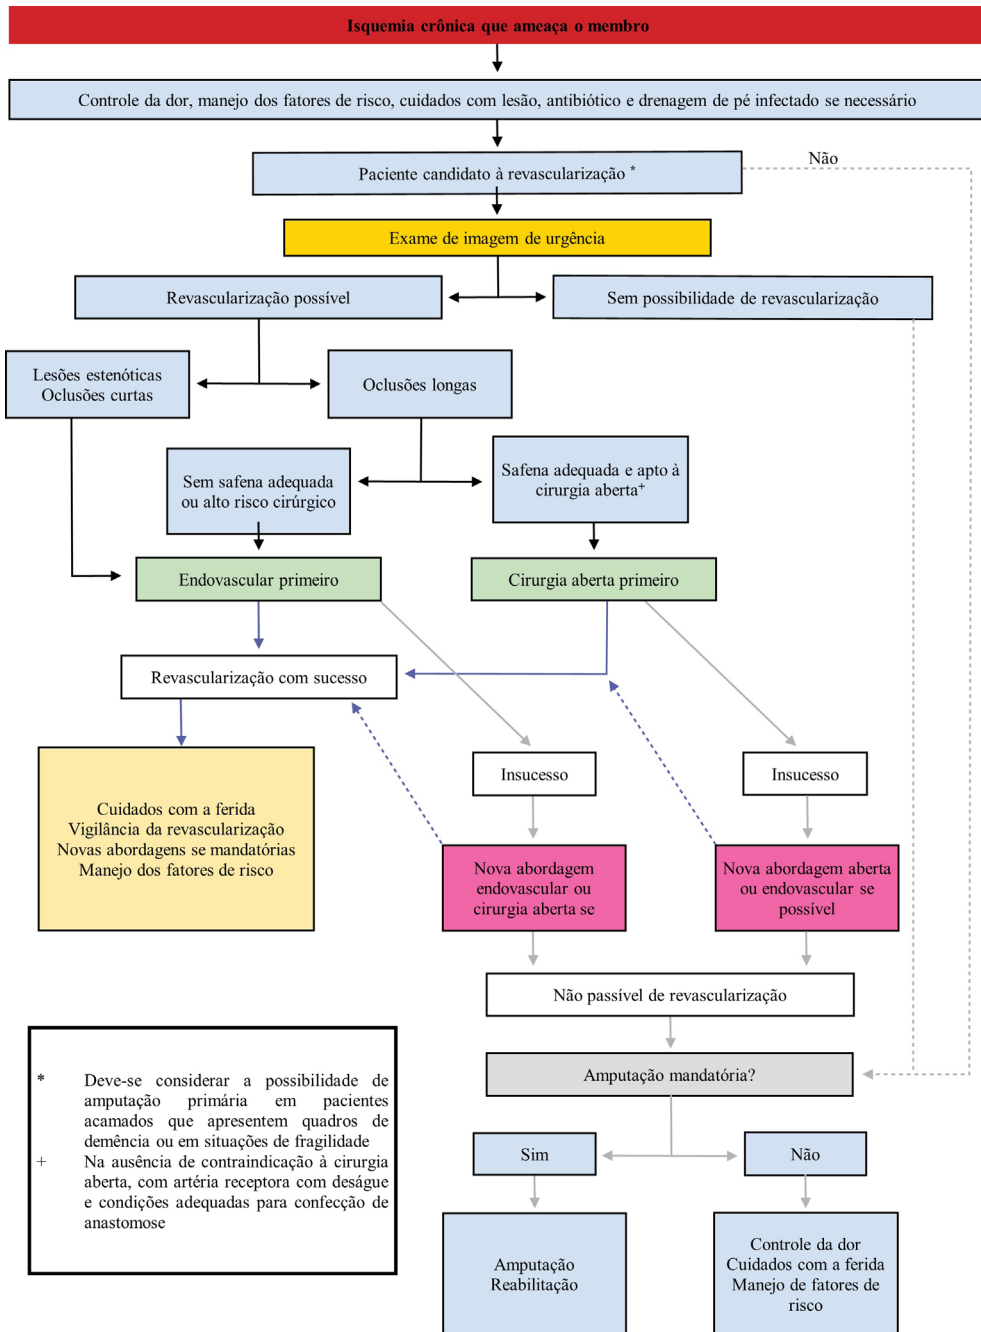 Isquemia crônica que ameaça o membro
Controle da dor, manejo dos fatores de risco, cuidados com lesão, antibiótico e drenagem de pé infectado se necessário
Não
Paciente candidato à revascularização *
Exame de imagem de urgência
Revascularização possível
Sem possibilidade de revascularização
Lesões estenóticas
Oclusões curtas
Oclusões longas
Sem safena adequada
ou alto risco cirúrgico
Safena adequada e apto à
cirurgia aberta+
Endovascular primeiro
Cirurgia aberta primeiro
Revascularização com sucesso
Insucesso
Insucesso
Cuidados com a ferida
Vigilância da revascularização
Novas abordagens se mandatórias
Manejo dos fatores de risco
Nova abordagem
endovascular ou
cirurgia aberta se
Nova abordagem aberta
ou endovascular se
possível
Não passível de revascularização
Amputação mandatória?
* Deve-se considerar a possibilidade de
amputação primária em pacientes
acamados que apresentem quadros de
demência ou em situações de fragilidade
+ Na ausência de contraindicação à cirurgia
aberta, com artéria receptora com deságue
e condições adequadas para confecção de
anastomose
Sim
Não
Amputação
Reabilitação
Controle da dor
Cuidados com a ferida
Manejo de fatores de
risco